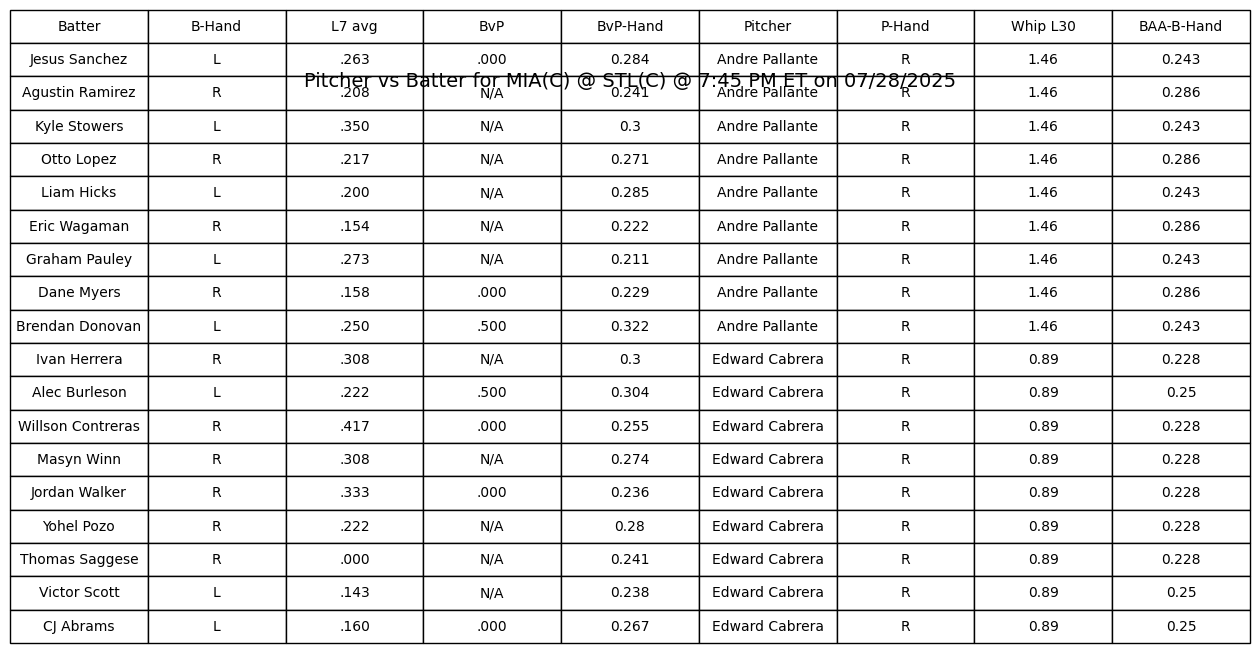 Batter B-Hand L7 avg BvP BvP-Hand Pitcher P-Hand Whip L30 BAA-B-Hand
Jesus Sanchez L .263 .000 0.284 Andre Pallante R 1.46 0.243
Pitcher vs Batter for MIA(C) @ STL(C) @ 7:45 PM ET on 07/28/2025
Agustin Ramirez R .208 N/A 0.241 Andre Pallante R 1.46 0.286
Kyle Stowers L .350 N/A 0.3 Andre Pallante R 1.46 0.243
Otto Lopez R .217 N/A 0.271 Andre Pallante R 1.46 0.286
Liam Hicks L .200 N/A 0.285 Andre Pallante R 1.46 0.243
Eric Wagaman R .154 N/A 0.222 Andre Pallante R 1.46 0.286
Graham Pauley L .273 N/A 0.211 Andre Pallante R 1.46 0.243
Dane Myers R .158 .000 0.229 Andre Pallante R 1.46 0.286
Brendan Donovan L .250 .500 0.322 Andre Pallante R 1.46 0.243
Ivan Herrera R .308 N/A 0.3 Edward Cabrera R 0.89 0.228
Alec Burleson L .222 .500 0.304 Edward Cabrera R 0.89 0.25
Willson Contreras R .417 .000 0.255 Edward Cabrera R 0.89 0.228
Masyn Winn R .308 N/A 0.274 Edward Cabrera R 0.89 0.228
Jordan Walker R .333 .000 0.236 Edward Cabrera R 0.89 0.228
Yohel Pozo R .222 N/A 0.28 Edward Cabrera R 0.89 0.228
Thomas Saggese R .000 N/A 0.241 Edward Cabrera R 0.89 0.228
Victor Scott L .143 N/A 0.238 Edward Cabrera R 0.89 0.25
CJ Abrams L .160 .000 0.267 Edward Cabrera R 0.89 0.25